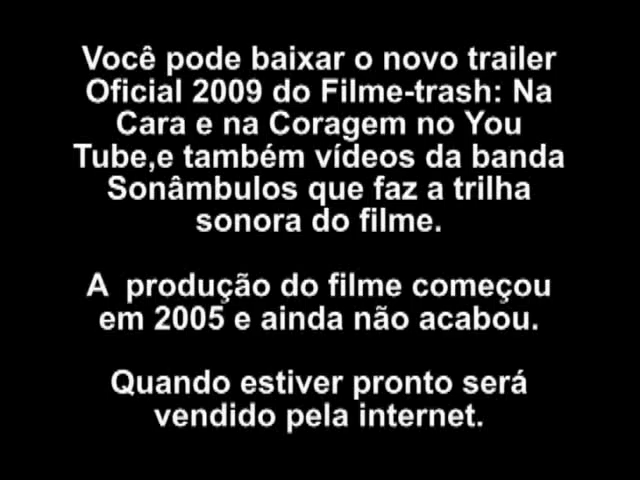 Você pode baixar o novo trailer
Oficial 2009 do Filme-trash: Na
Cara e na Coragem no You
Tube,e também vídeos da banda
Sonâmbulos que faz a trilha
sonora do filme.
A  produção do filme começou
em 2005 e ainda não acabou.
Quando estiver pronto será
vendido pela internet.